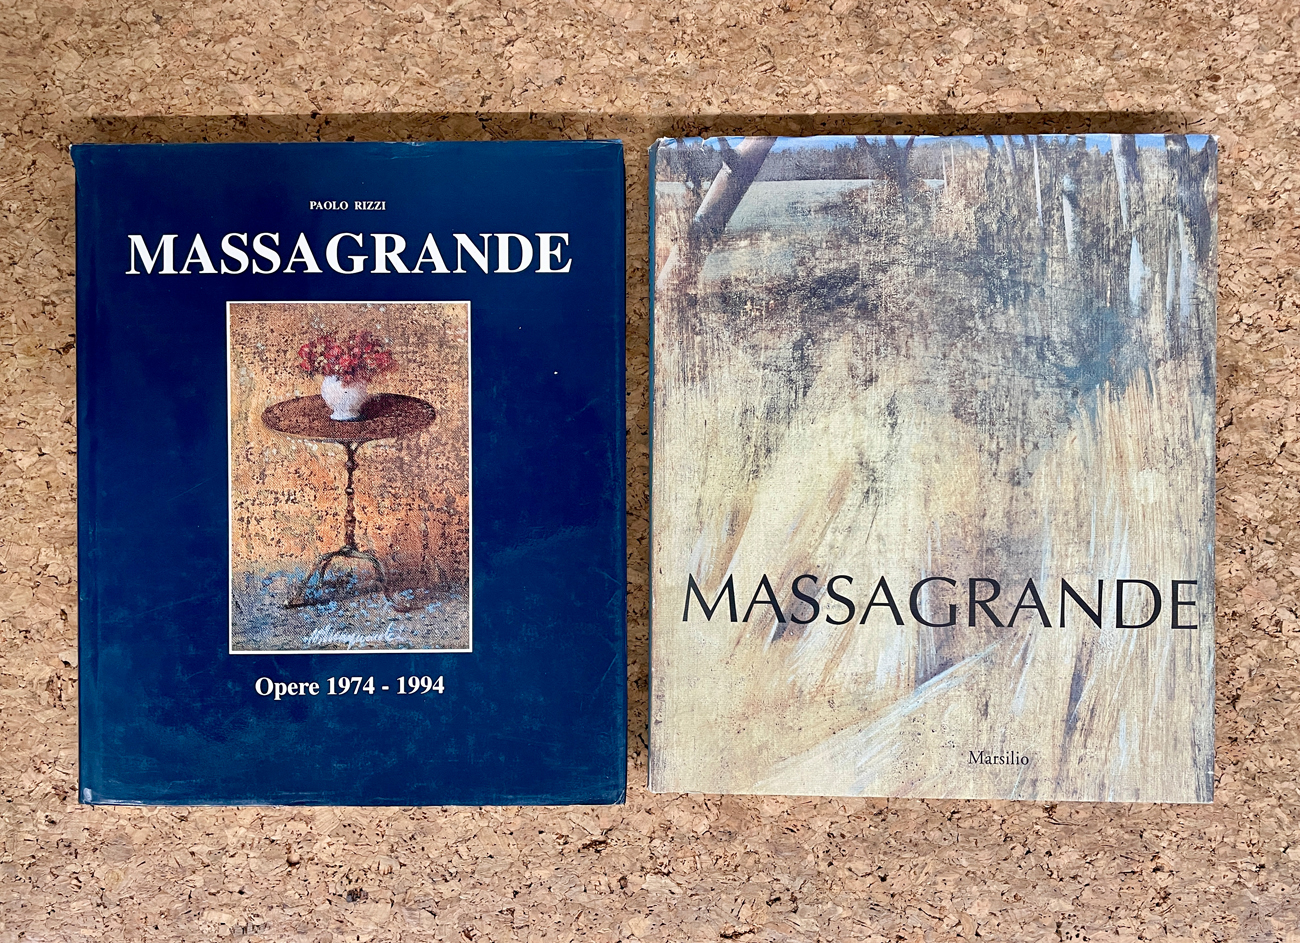 PAOLO RIZZI
MASSAGRANDE
Opere 1974 - 1994
MASSAGRANDE
Marsilio